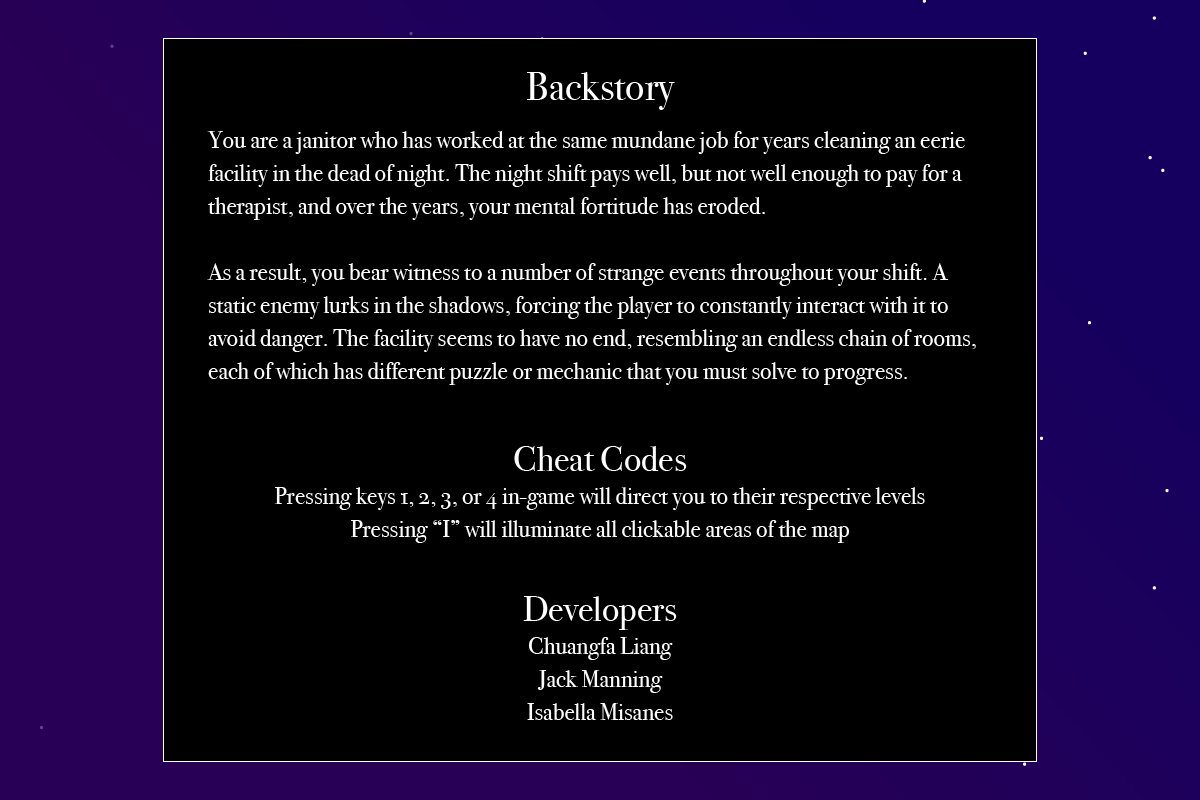 Backstory
You are a janitor who has worked at the same mundane job for years cleaning an eerie
facility in the dead of night. The night shift pays well, but not well enough to pay for a
therapist, and over the years, your mental fortitude has eroded.
As a result, you bear witness to a number of strange events throughout your shift. A
static enemy lurks in the shadows, forcing the player to constantly interact with it to
avoid danger. The facility seems to have no end, resembling an endless chain of rooms,
each of which has different puzzle or mechanic that you must solve to progress.
Cheat Codes
Pressing keys 1, 2, 3, or 4 in-game will direct you to their respective levels
Pressing “I” will illuminate all clickable areas of the map
Developers
Chuangfa Liang
Jack Manning
Isabella Misanes